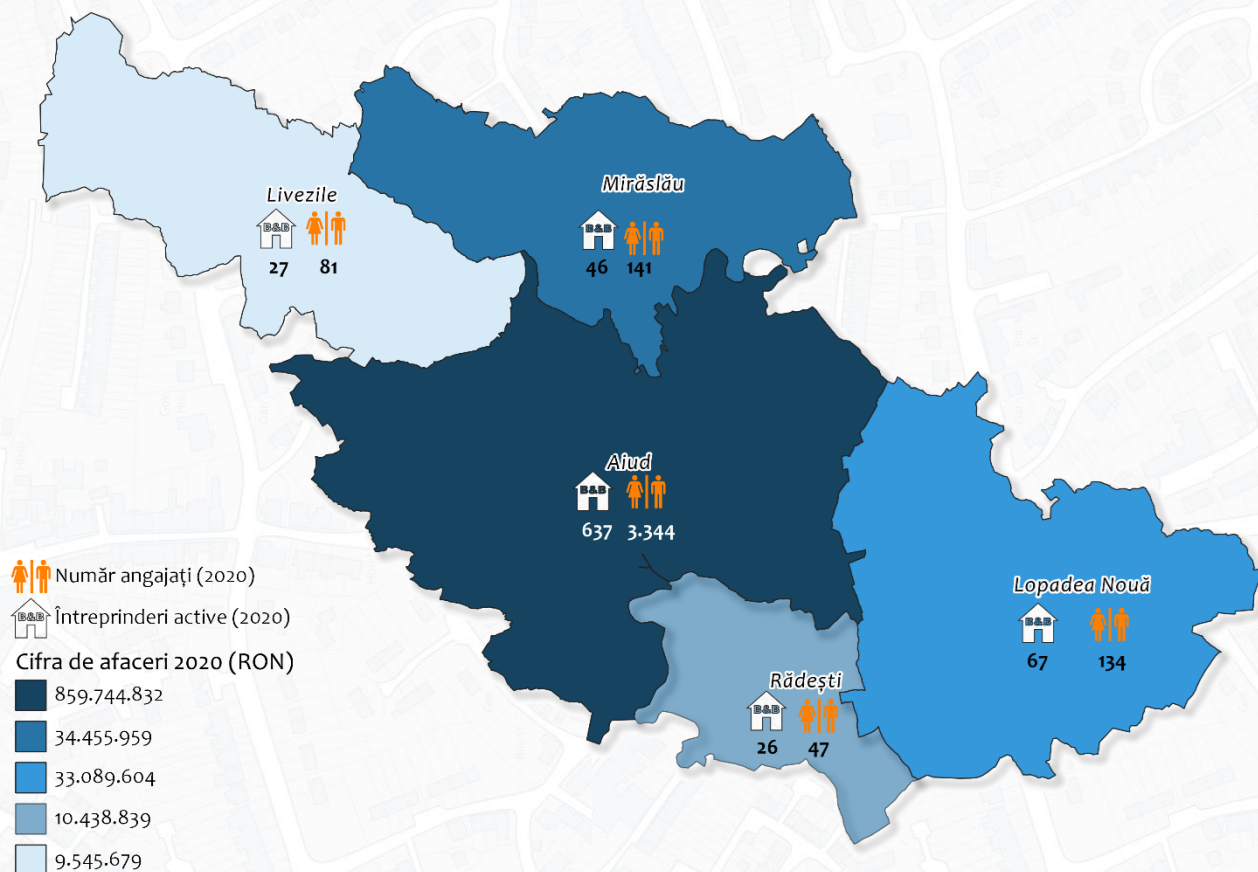 Livezile
B&B
27 81
Mirăslău
B&B
46 141
Aiud
B&B
637 3.344
Lopadea Nouă
B&B
67 134
Rădești
B&B
26 47
Număr angajați (2020)
B&B Întreprinderi active (2020)
Cifra de afaceri 2020 (RON)
859.744.832
34.455.959
33.089.604
10.438.839
9.545.679